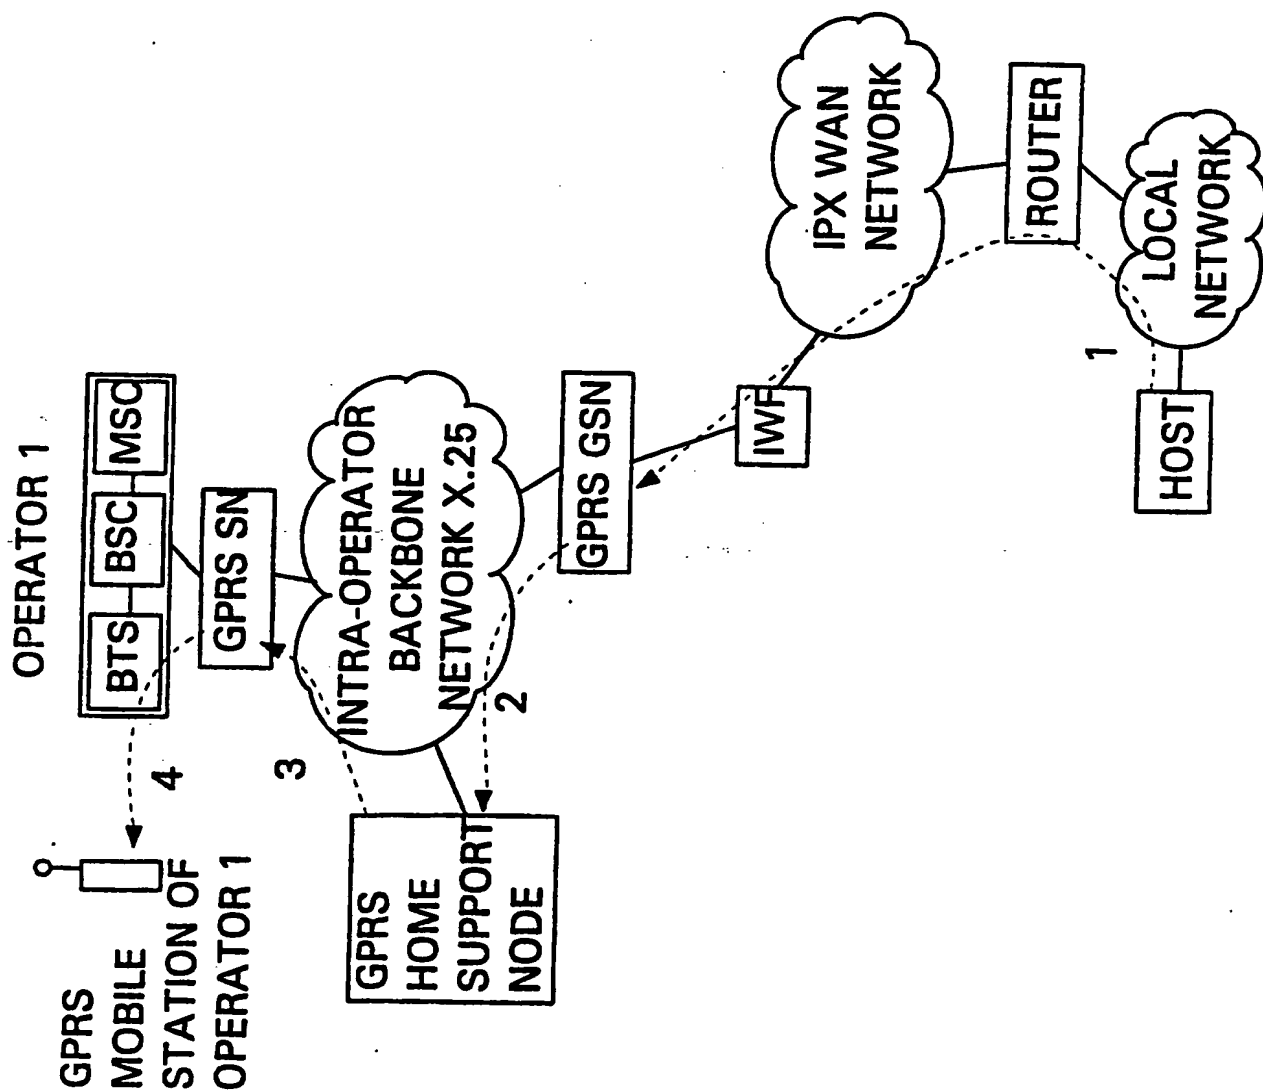 OPERATOR 1
GPRS
MOBILE
STATION OF
OPERATOR 1
4
BTS
BSC
MSC
GPRS SN
3
INTRA-OPERATOR
BACKBONE
NETWORK X.25
GPRS
HOME
SUPPORT
NODE
2
GPRS GSN
IWF
IPX WAN
NETWORK
ROUTER
1
LOCAL
NETWORK
HOST